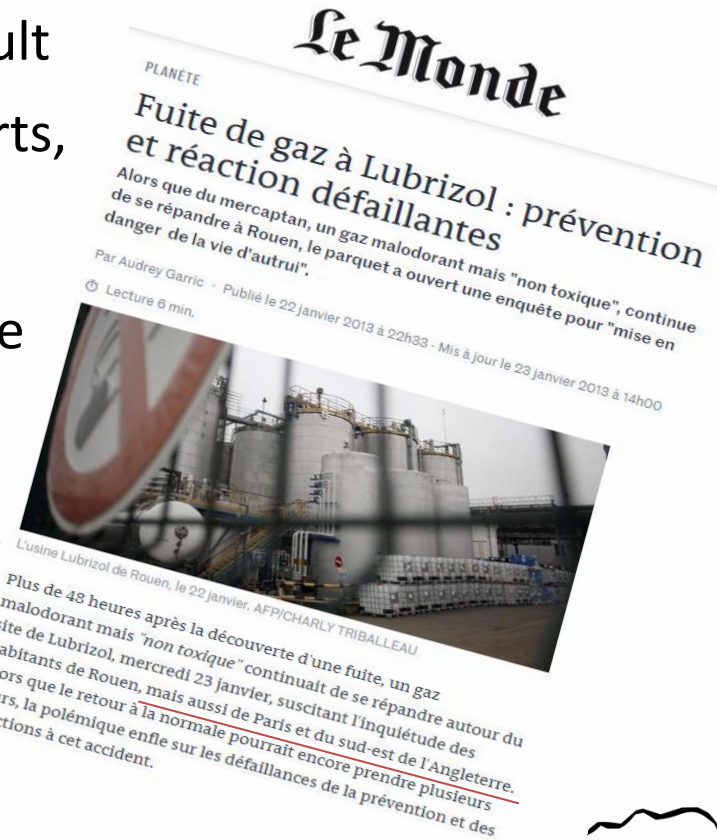 ult
rts,
e
Le Monde
PLANÈTE
Fuite de gaz à Lubrizol : prévention
et réaction défaillantes
Alors que du mercaptan, un gaz malodorant mais "non toxique", continue
de se répandre à Rouen, le parquet a ouvert une enquête pour "mise en
danger de la vie d'autrui".
Par Audrey Garric • Publié le 22 janvier 2013 à 22h33 - Mis à jour le 23 janvier 2013 à 14h00
Lecture 6 min.
L'usine Lubrizol de Rouen, le 22 janvier. AFP/CHARLY TRIBALLEAU
Plus de 48 heures après la découverte d'une fuite, un gaz
malodorant mais "non toxique" continuait de se répandre autour du
site de Lubrizol, mercredi 23 janvier, suscitant l'inquiétude des
abitants de Rouen, mais aussi de Paris et du sud-est de l'Angleterre.
ors que le retour à la normale pourrait encore prendre plusieurs
rs, la polémique enfle sur les défaillances de la prévention et des
ctions à cet accident.